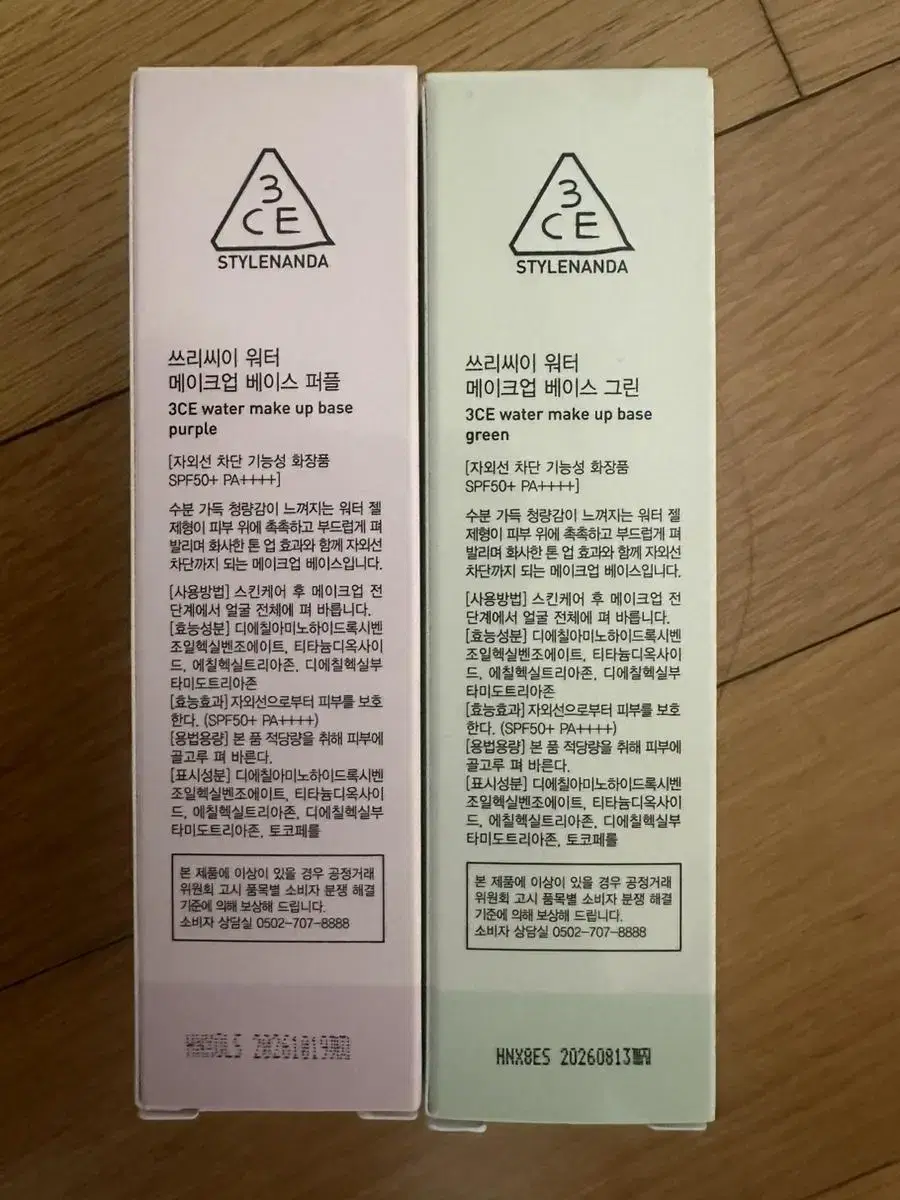 3
CE
STYLENANDA
쓰리씨이 워터
메이크업 베이스 퍼플
3CE water make up base
purple
[자외선 차단 기능성 화장품
SPF50+ PA++++]
수분 가득 청량감이 느껴지는 워터 젤
제형이 피부 위에 촉촉하고 부드럽게 펴
발리며 화사한 톤 업 효과와 함께 자외선
차단까지 되는 메이크업 베이스입니다.
[사용방법] 스킨케어 후 메이크업 전
단계에서 얼굴 전체에 펴 바릅니다.
[효능성분] 디에칠아미노하이드록시벤
조일헥실벤조에이트, 티타늄디옥사이
드, 에칠헥실트리아존, 디에칠헥실부
타미도트리아존
[효능효과] 자외선으로부터 피부를 보호
한다. (SPF50+ PA++++)
[용법용량] 본 품 적당량을 취해 피부에
골고루 펴 바른다.
[표시성분] 디에칠아미노하이드록시벤
조일헥실벤조에이트, 티타늄디옥사이
드, 에칠헥실트리아존, 디에칠헥실부
타미도트리아존, 토코페롤
본 제품에 이상이 있을 경우 공정거래
위원회 고시 품목별 소비자 분쟁 해결
기준에 의해 보상해 드립니다.
소비자 상담실 0502-707-8888
20261019까지
3
CE
STYLENANDA
쓰리씨이 워터
메이크업 베이스 그린
3CE water make up base
green
[자외선 차단 기능성 화장품
SPF50+ PA++++]
수분 가득 청량감이 느껴지는 워터 젤
제형이 피부 위에 촉촉하고 부드럽게 펴
발리며 화사한 톤 업 효과와 함께 자외선
차단까지 되는 메이크업 베이스입니다.
[사용방법] 스킨케어 후 메이크업 전
단계에서 얼굴 전체에 펴 바릅니다.
[효능성분] 디에칠아미노하이드록시벤
조일헥실벤조에이트, 티타늄디옥사이
드, 에칠헥실트리아존, 디에칠헥실부
타미도트리아존
[효능효과] 자외선으로부터 피부를 보호
한다. (SPF50+ PA++++)
[용법용량] 본 품 적당량을 취해 피부에
골고루 펴 바른다.
[표시성분] 디에칠아미노하이드록시벤
조일헥실벤조에이트, 티타늄디옥사이
드, 에칠헥실트리아존, 디에칠헥실부
타미도트리아존, 토코페롤
본 제품에 이상이 있을 경우 공정거래
위원회 고시 품목별 소비자 분쟁 해결
기준에 의해 보상해 드립니다.
소비자 상담실 0502-707-8888
HNX8ES 20260813까지